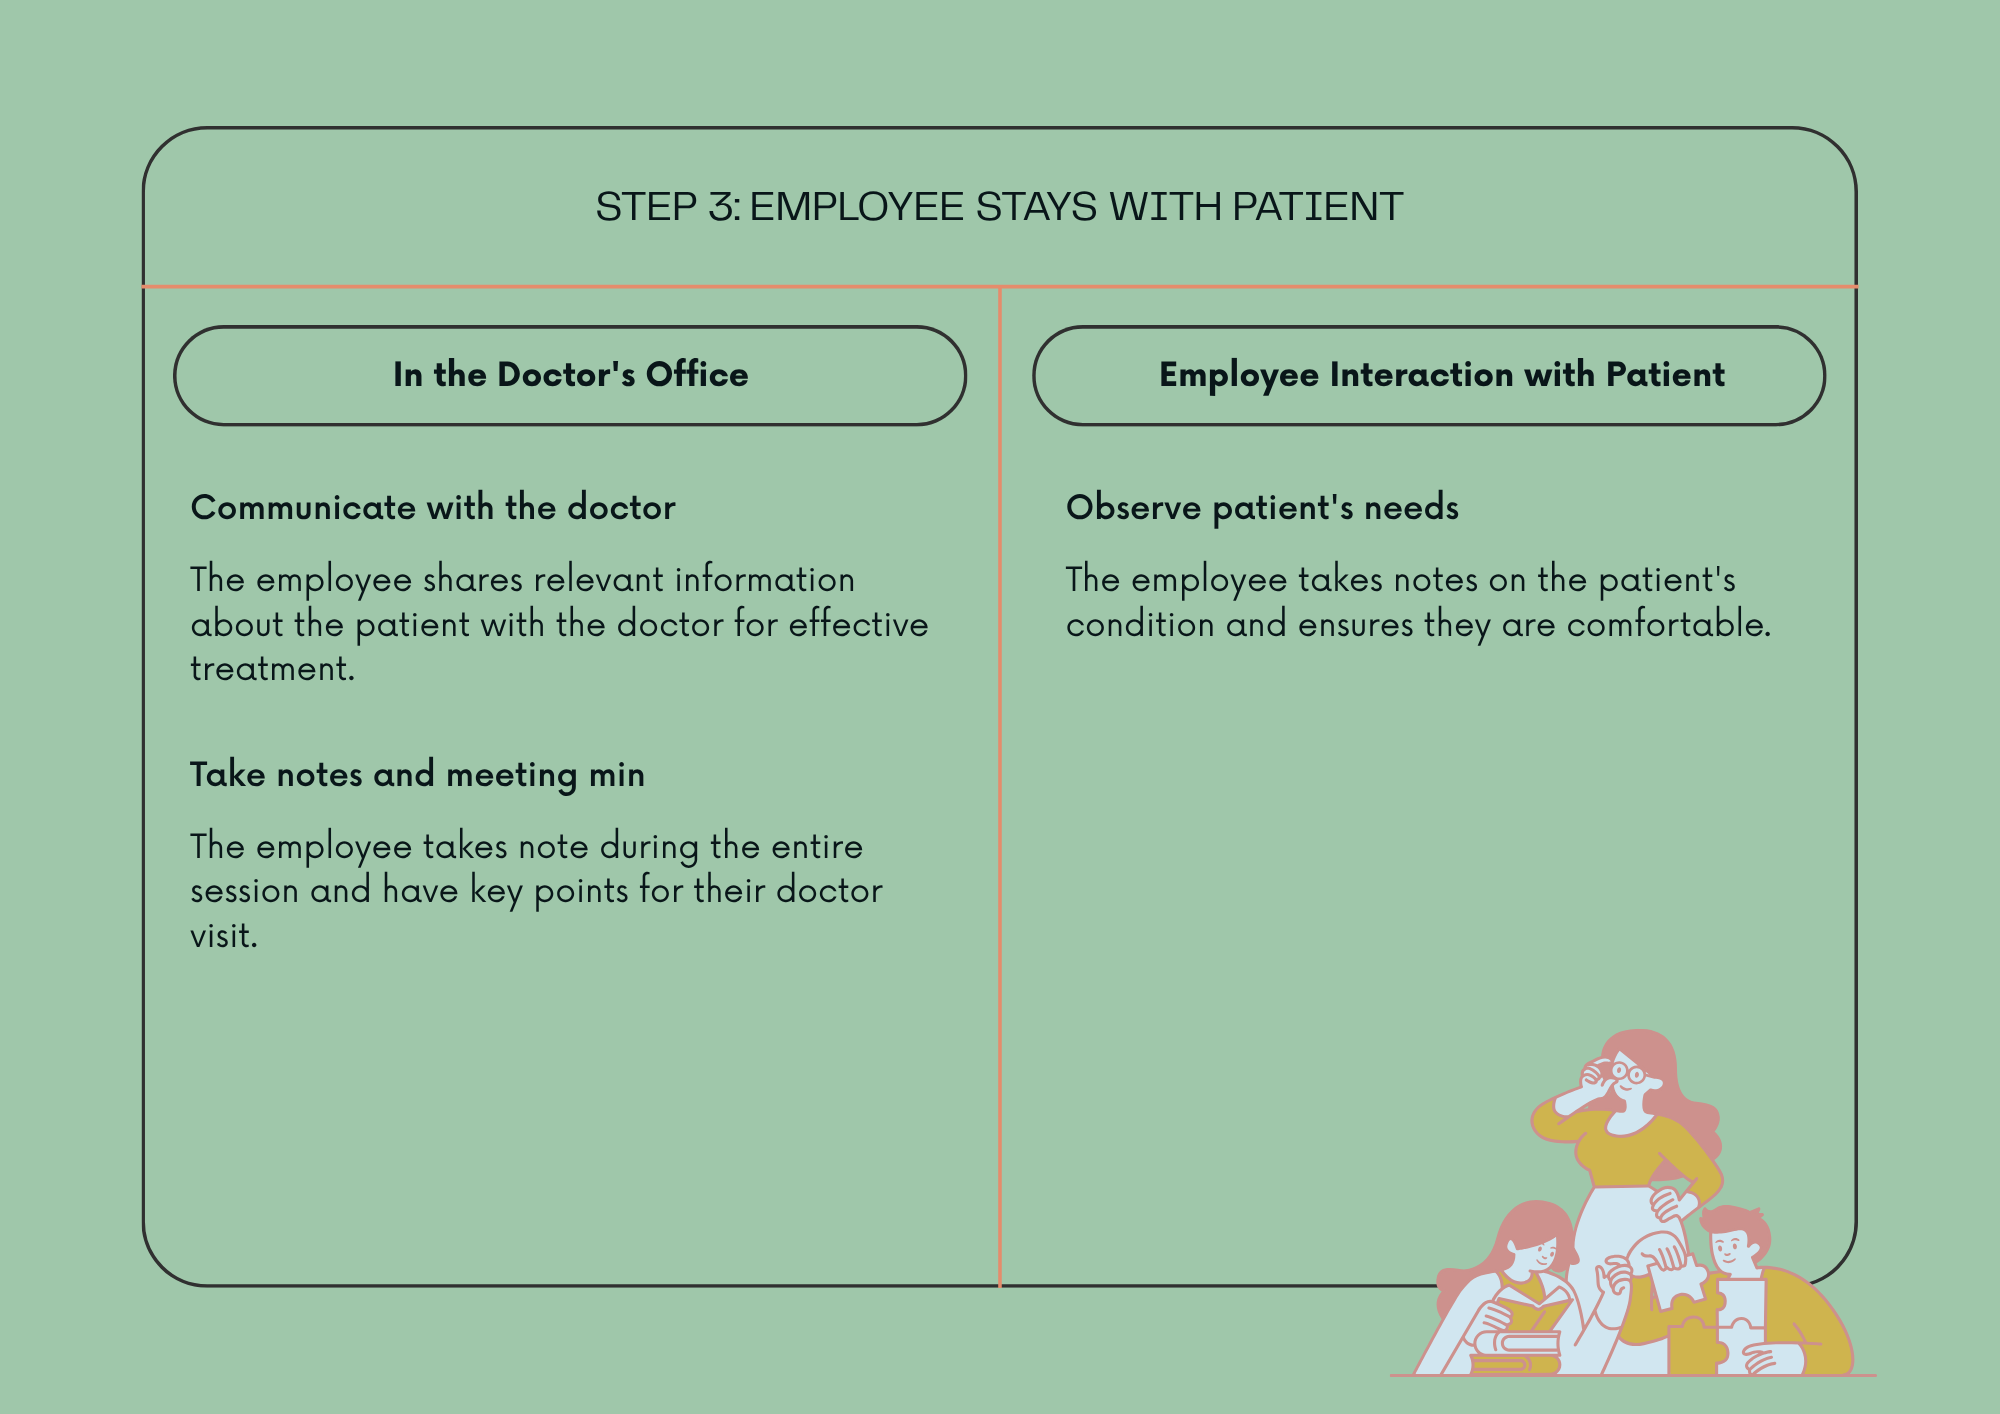 STEP 3: EMPLOYEE STAYS WITH PATIENT
In the Doctor's Office
Communicate with the doctor
The employee shares relevant information
about the patient with the doctor for effective
treatment.
Take notes and meeting min
The employee takes note during the entire
session and have key points for their doctor
visit.
Employee Interaction with Patient
Observe patient's needs
The employee takes notes on the patient's
condition and ensures they are comfortable.